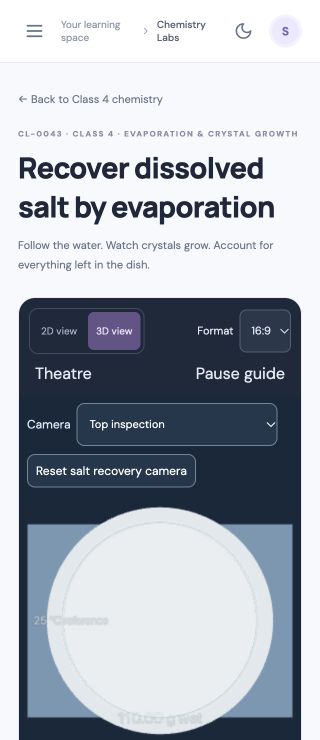 Your learning space
Chemistry Labs
S
← Back to Class 4 chemistry
CL-0043 · CLASS 4 · EVAPORATION & CRYSTAL GROWTH
Recover dissolved
salt by evaporation
Follow the water. Watch crystals grow. Account for
everything left in the dish.
2D view
3D view
Format
16:9
Theatre
Pause guide
Camera
Top inspection
Reset salt recovery camera
110.00 g wet